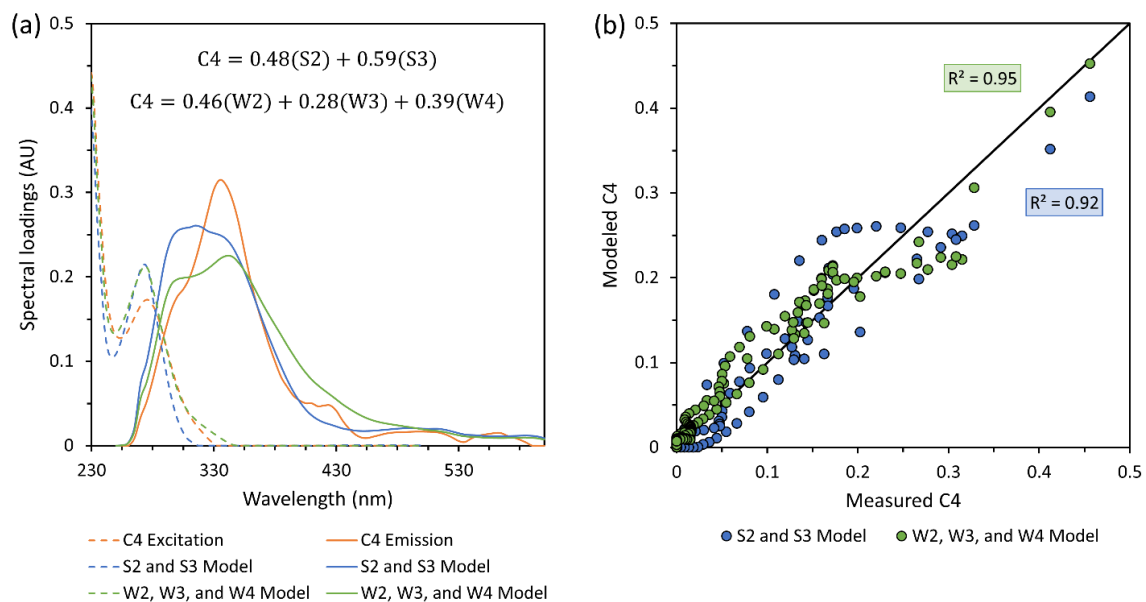 (a)
C4 = 0.48(S2) + 0.59(S3)
C4 = 0.46(W2) + 0.28(W3) + 0.39(W4)
Spectral loadings (AU)
0.5
0.4
0.3
0.2
0.1
0
230 330 430 530
Wavelength (nm)
C4 Excitation C4 Emission
S2 and S3 Model S2 and S3 Model
W2, W3, and W4 Model W2, W3, and W4 Model
(b)
R² = 0.95
R² = 0.92
Modeled C4
0.5
0.4
0.3
0.2
0.1
0
0 0.1 0.2 0.3 0.4 0.5
Measured C4
S2 and S3 Model W2, W3, and W4 Model